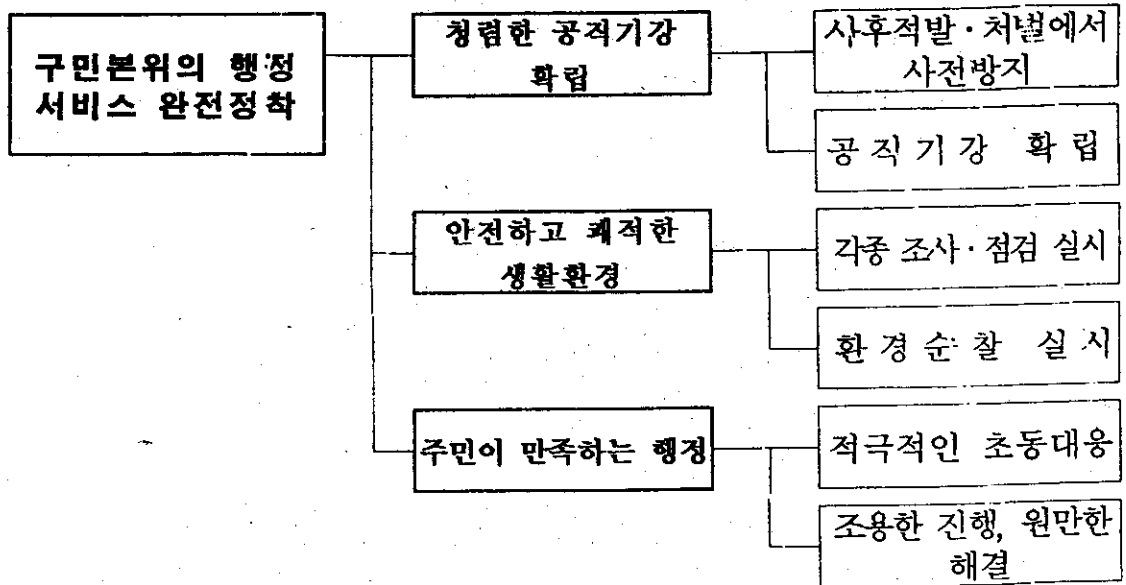 구민본위의 행정
서비스 완전정착
청렴한 공직기강
확립
사후적발·처벌에서
사전방지
공직기강 확립
안전하고 쾌적한
생활환경
각종 조사·점검 실시
환경순찰 실시
주민이 만족하는 행정
적극적인 초동대응
조용한 진행, 원만한
해결